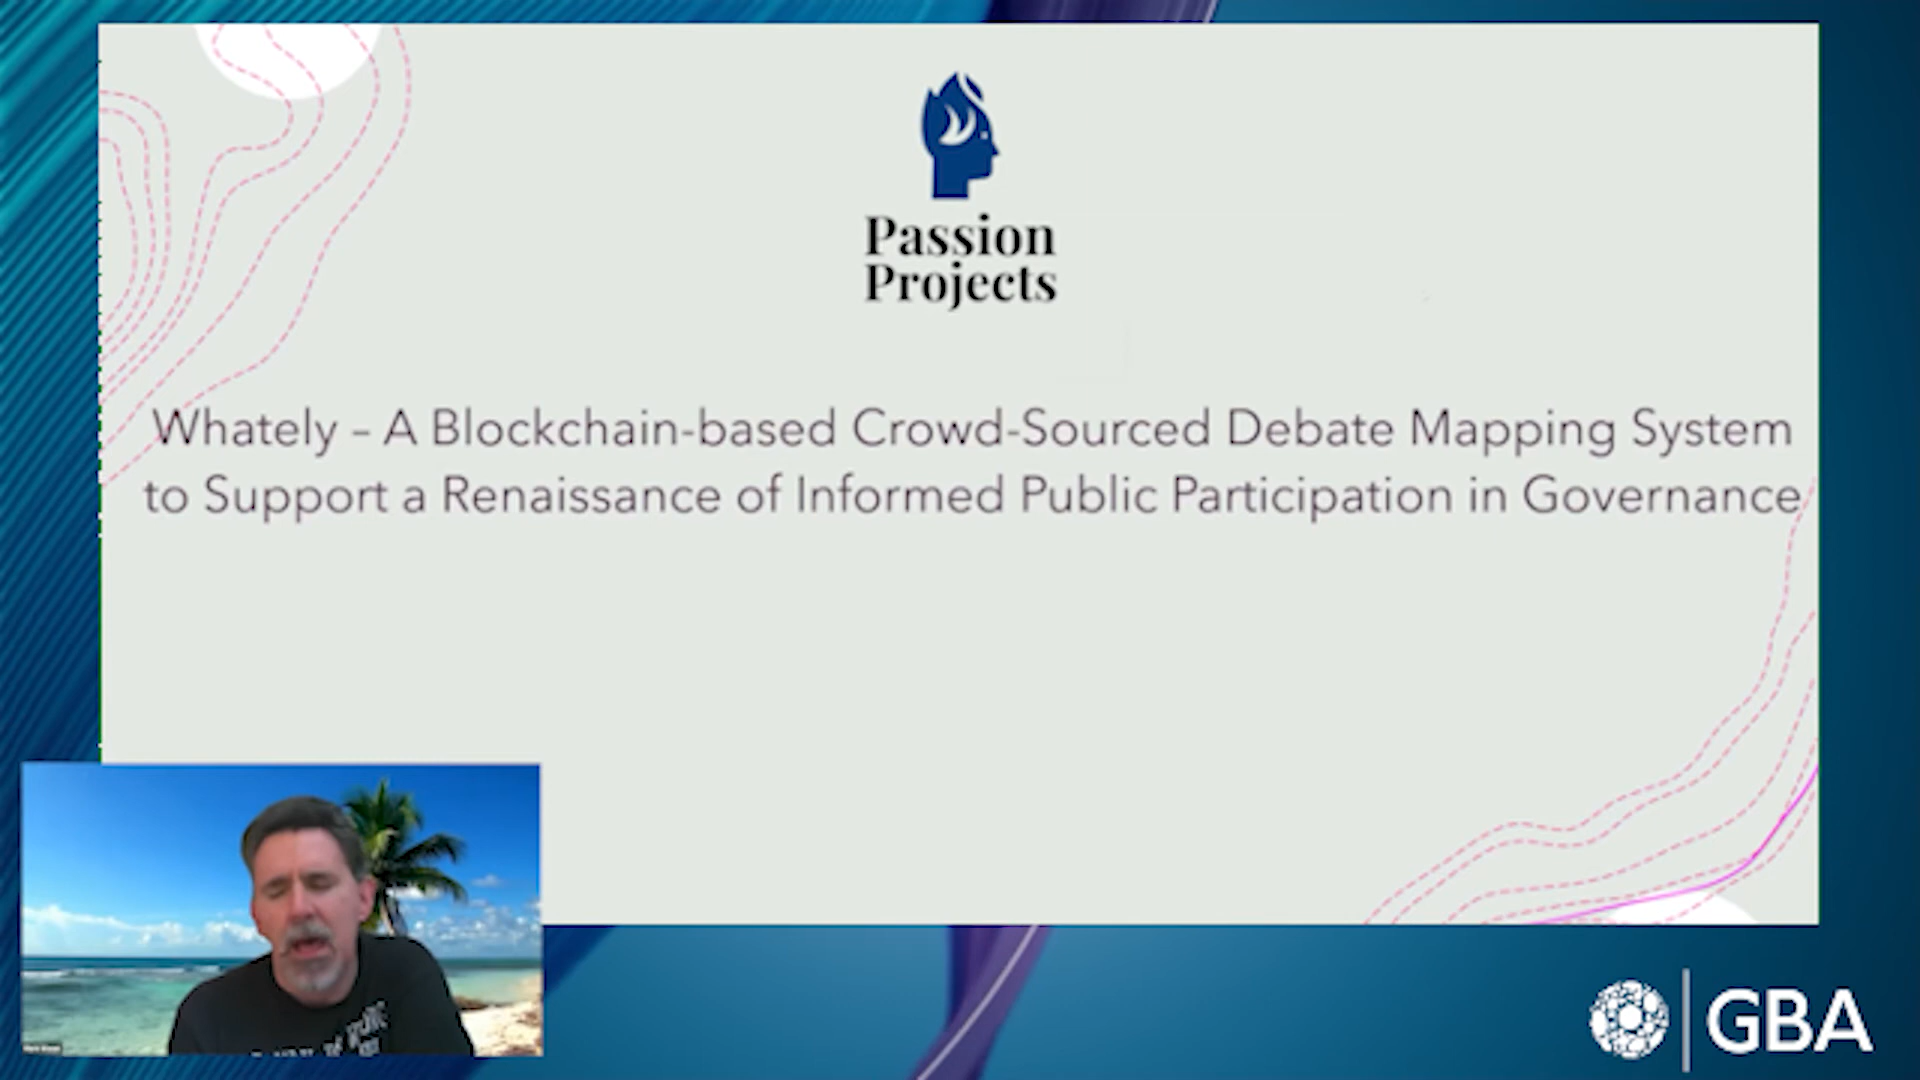 Passion
Projects
Whately – A Blockchain-based Crowd-Sourced Debate Mapping System
to Support a Renaissance of Informed Public Participation in Governance
GBA